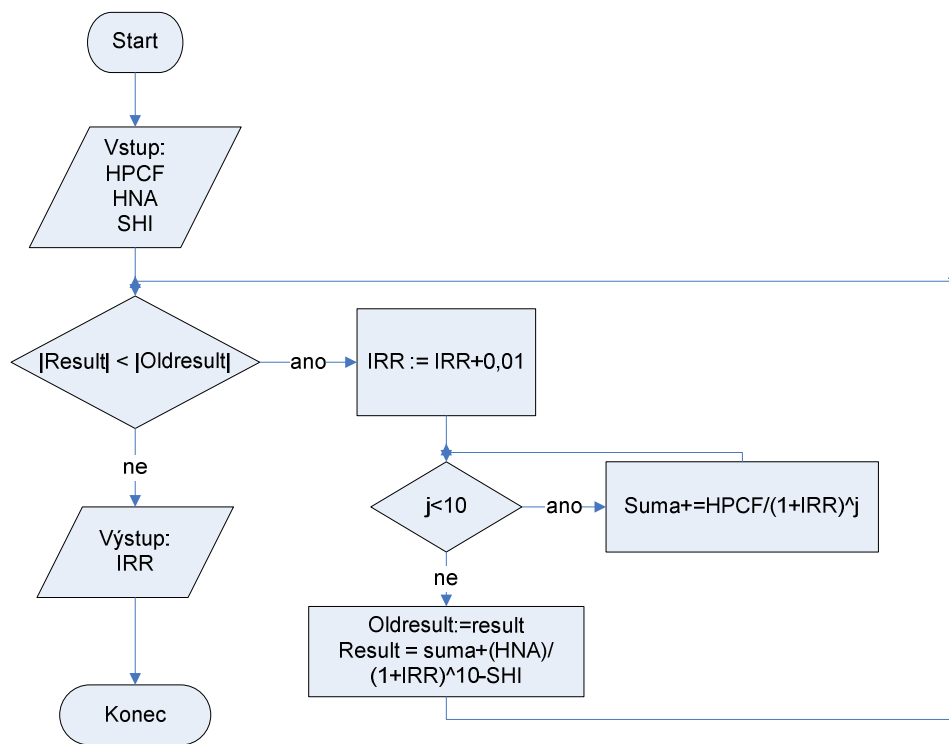 Start
Vstup:
HPCF
HNA
SHI
|Result| < |Oldresult|
ano
IRR := IRR+0,01
ne
j<10
ano
Suma+=HPCF/(1+IRR)^j
Výstup:
IRR
ne
Oldresult:=result
Result = suma+(HNA)/
(1+IRR)^10-SHI
Konec